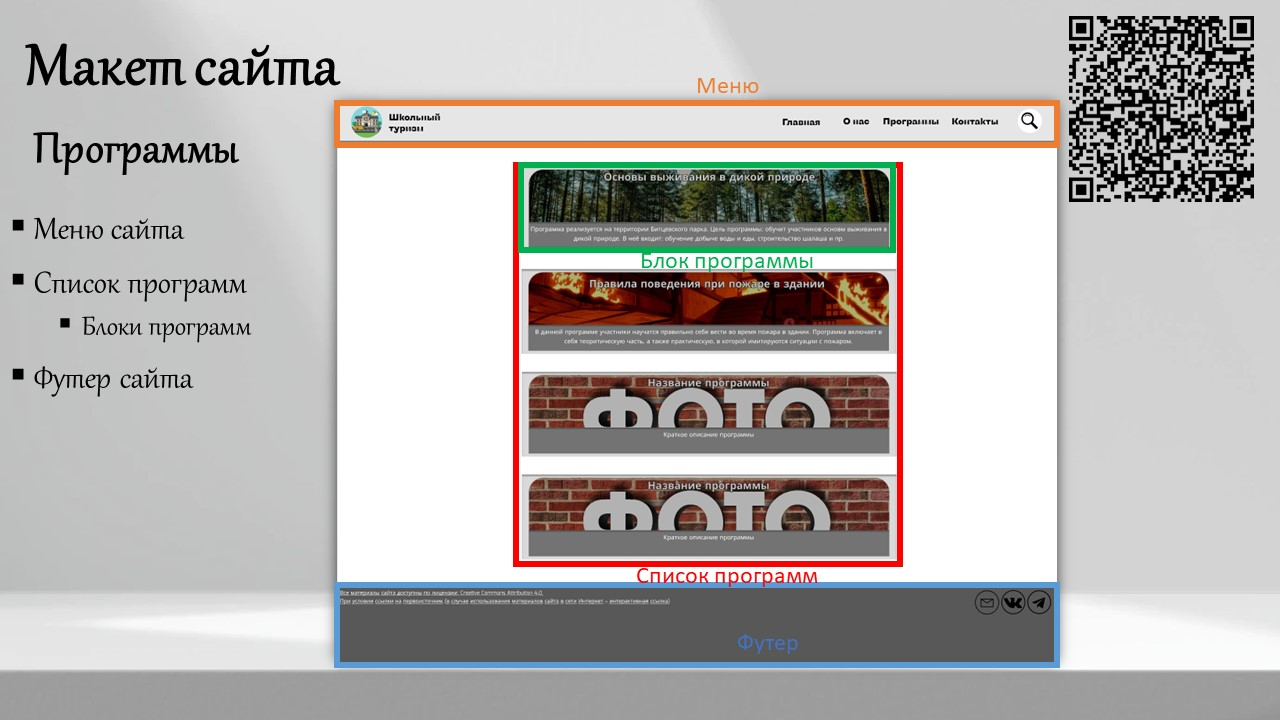 Макет сайта
Программы
Меню сайта
Список программ
Блоки программ
Футер сайта
Меню
Школьный
туризм
Главная
О нас
Программы
Контакты
Основы выживания в дикой природе
Программа реализуется на территории Битцевского парка. Цель программы: обучит участников основ выживания в
дикой природе. В неё входит: обучение добыче воды и еды, строительство шалаша и пр.
Блок программы
Правила поведения при пожаре в здании
В данной программе участники научатся правильно себя вести во время пожара в здании. Программа включает в
себя теоритическую часть, а также практическую, в которой имитируются ситуации с пожаром.
Название программы
ФОТО
Краткое описание программы
Название программы
ФОТО
Краткое описание программы
Список программ
Все материалы сайта доступны по лицензии: Creative Commons Attribution 4.0.
При условии ссылки на первоисточник (в случае использования материалов сайта в сети Интернет – интерактивная ссылка)
Футер